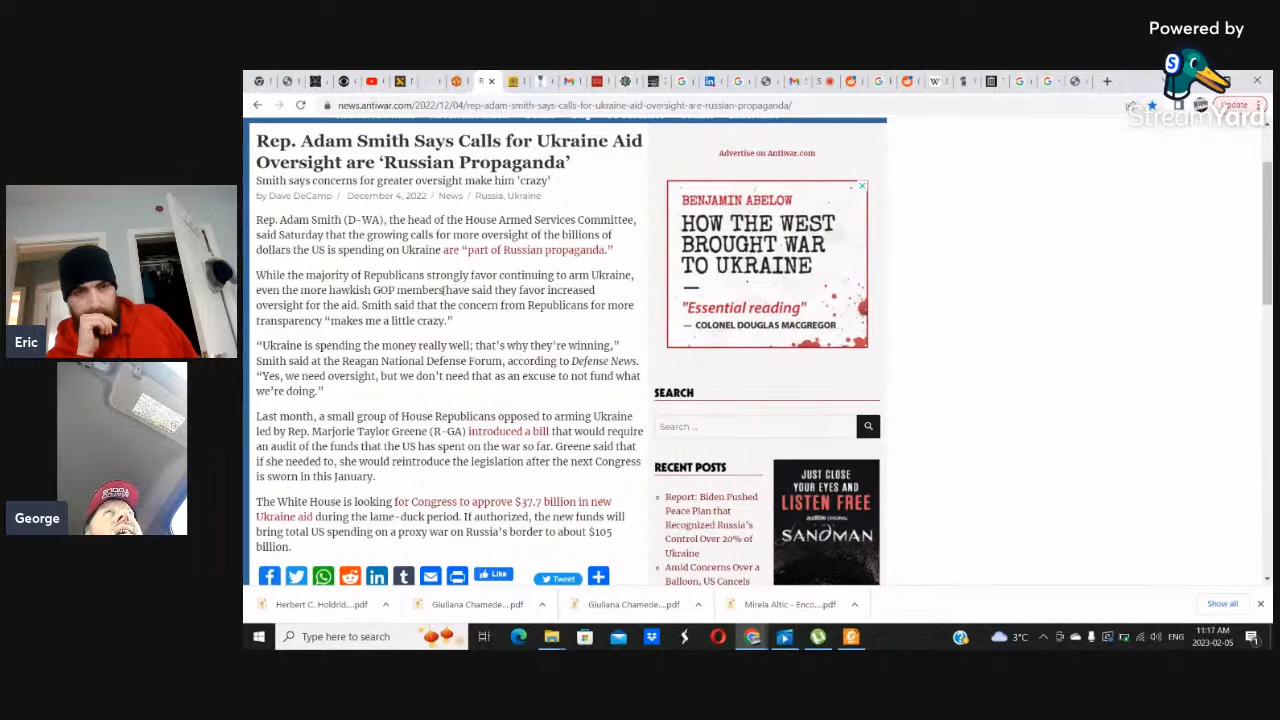 Powered by
StreamYard
news.antiwar.com/2022/12/04/rep-adam-smith-says-calls-for-ukraine-aid-oversight-are-russian-propaganda/
Update
Rep. Adam Smith Says Calls for Ukraine Aid
Oversight are ‘Russian Propaganda’
Smith says concerns for greater oversight make him 'crazy'
by Dave DeCamp / December 4, 2022 / News / Russia, Ukraine
Rep. Adam Smith (D-WA), the head of the House Armed Services Committee,
said Saturday that the growing calls for more oversight of the billions of
dollars the US is spending on Ukraine are “part of Russian propaganda.”
While the majority of Republicans strongly favor continuing to arm Ukraine,
even the more hawkish GOP members have said they favor increased
oversight for the aid. Smith said that the concern from Republicans for more
transparency “makes me a little crazy.”
“Ukraine is spending the money really well; that’s why they’re winning,”
Smith said at the Reagan National Defense Forum, according to Defense News.
“Yes, we need oversight, but we don’t need that as an excuse to not fund what
we’re doing.”
Last month, a small group of House Republicans opposed to arming Ukraine
led by Rep. Marjorie Taylor Greene (R-GA) introduced a bill that would require
an audit of the funds that the US has spent on the war so far. Greene said that
if she needed to, she would reintroduce the legislation after the next Congress
is sworn in this January.
The White House is looking for Congress to approve $37.7 billion in new
Ukraine aid during the lame-duck period. If authorized, the new funds will
bring total US spending on a proxy war on Russia’s border to about $105
billion.
Like
Tweet
Advertise on Antiwar.com
BENJAMIN ABELOW
HOW THE WEST
BROUGHT WAR
TO UKRAINE
"Essential reading"
— COLONEL DOUGLAS MACGREGOR
SEARCH
Search ...
RECENT POSTS
Report: Biden Pushed
Peace Plan that
Recognized Russia’s
Control Over 20% of
Ukraine
Amid Concerns Over a
Balloon, US Cancels
JUST CLOSE
YOUR EYES AND
LISTEN FREE
audible ORIGINAL
SANDMAN
Eric
George
Herbert C. Holdrid....pdf
Giuliana Chamede....pdf
Giuliana Chamede....pdf
Mirela Altic - Enco....pdf
Show all
Type here to search
3°C
ENG
11:17 AM
2023-02-05